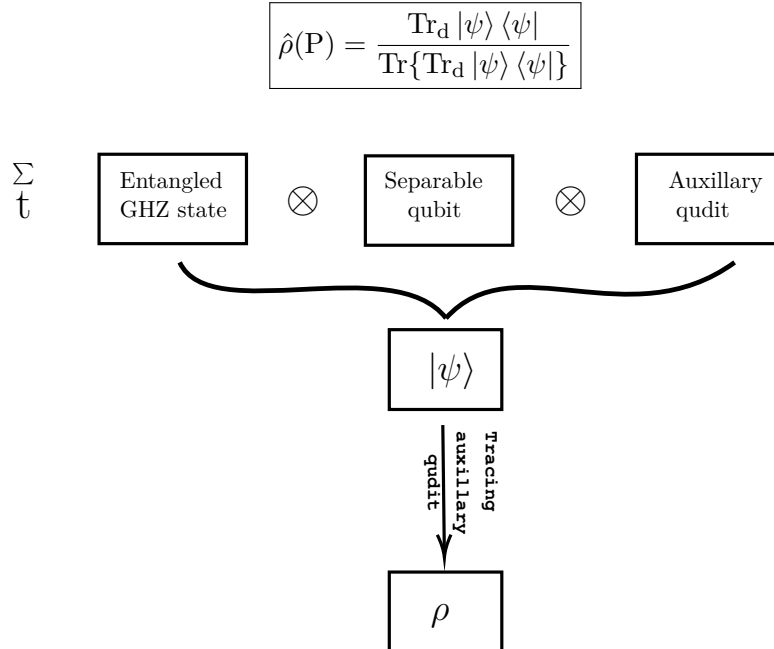 ρ̂(P) = Tr_d |ψ⟩ ⟨ψ| / Tr{Tr_d |ψ⟩ ⟨ψ|}
Σ
t
Entangled
GHZ state
⊗
Separable
qubit
⊗
Auxillary
qudit
|ψ⟩
Tracing
auxillary
qudit
ρ